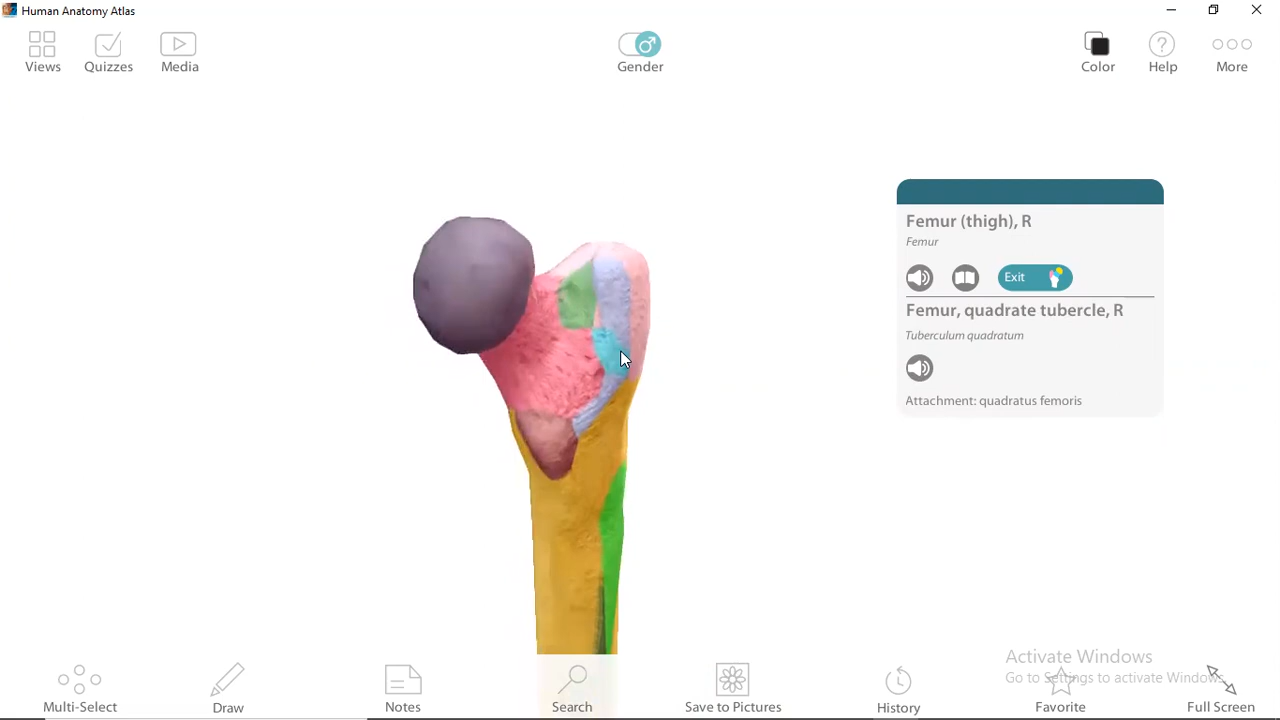 Human Anatomy Atlas
Views
Quizzes
Media
Gender
Color
Help
More
Femur (thigh), R
Femur
Exit
Femur, quadrate tubercle, R
Tuberculum quadratum
Attachment: quadratus femoris
Activate Windows
Go to Settings to activate Windows.
Multi-Select
Draw
Notes
Search
Save to Pictures
History
Favorite
Full Screen